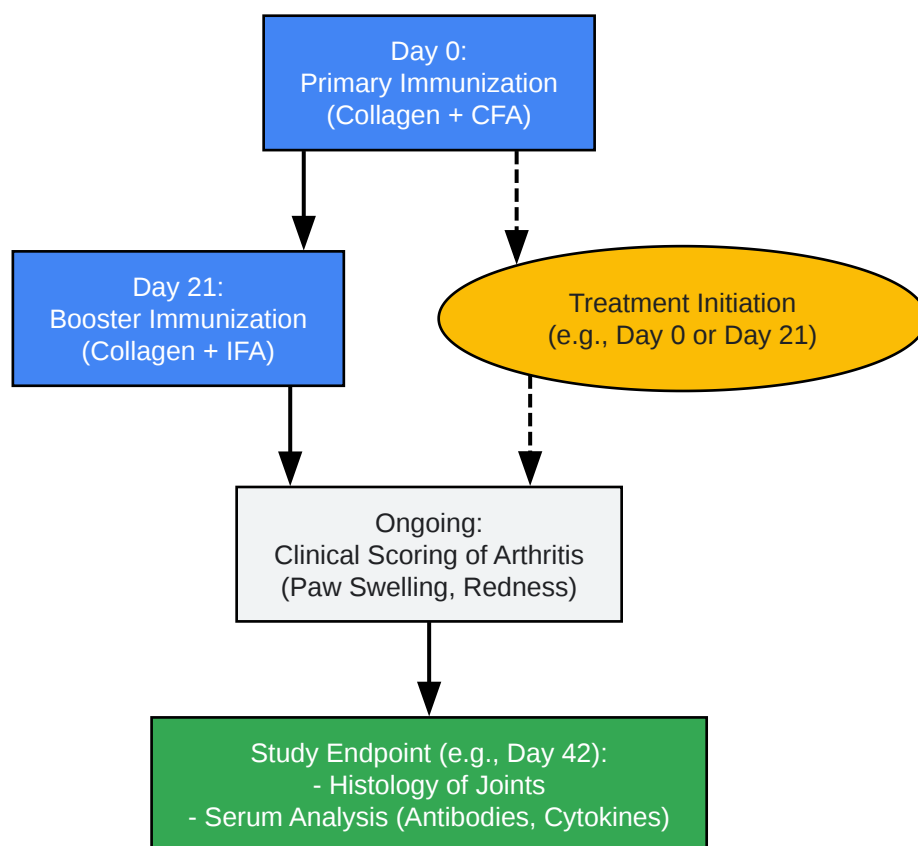 Day 0:
Primary Immunization
(Collagen + CFA)
Day 21:
Booster Immunization
(Collagen + IFA)
Treatment Initiation
(e.g., Day 0 or Day 21)
Ongoing:
Clinical Scoring of Arthritis
(Paw Swelling, Redness)
Study Endpoint (e.g., Day 42):
- Histology of Joints
- Serum Analysis (Antibodies, Cytokines)